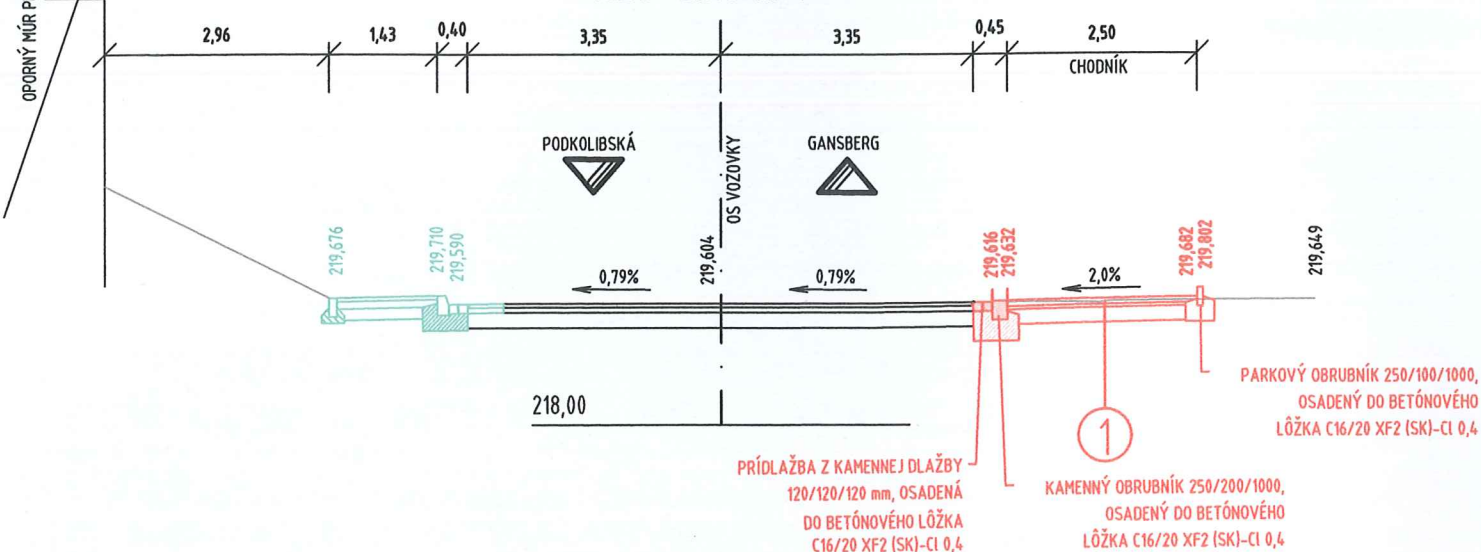 OPORNÝ MÚR
2,96
1,43
0,40
3,35
3,35
0,45
2,50
CHODNÍK
PODKOLIBSKÁ
OS VOZOVKY
GANSBERG
219,676
219,710
219,590
219,604
219,616
219,632
219,682
219,802
219,649
0,79%
0,79%
2,0%
218,00
1
PARKOVÝ OBRUBNÍK 250/100/1000,
OSADENÝ DO BETÓNOVÉHO
LÔŽKA C16/20 XF2 (SK)-Cl 0,4
PRÍDLAŽBA Z KAMENNEJ DLAŽBY
120/120/120 mm, OSADENÁ
DO BETÓNOVÉHO LÔŽKA
C16/20 XF2 (SK)-Cl 0,4
KAMENNÝ OBRUBNÍK 250/200/1000,
OSADENÝ DO BETÓNOVÉHO
LÔŽKA C16/20 XF2 (SK)-Cl 0,4